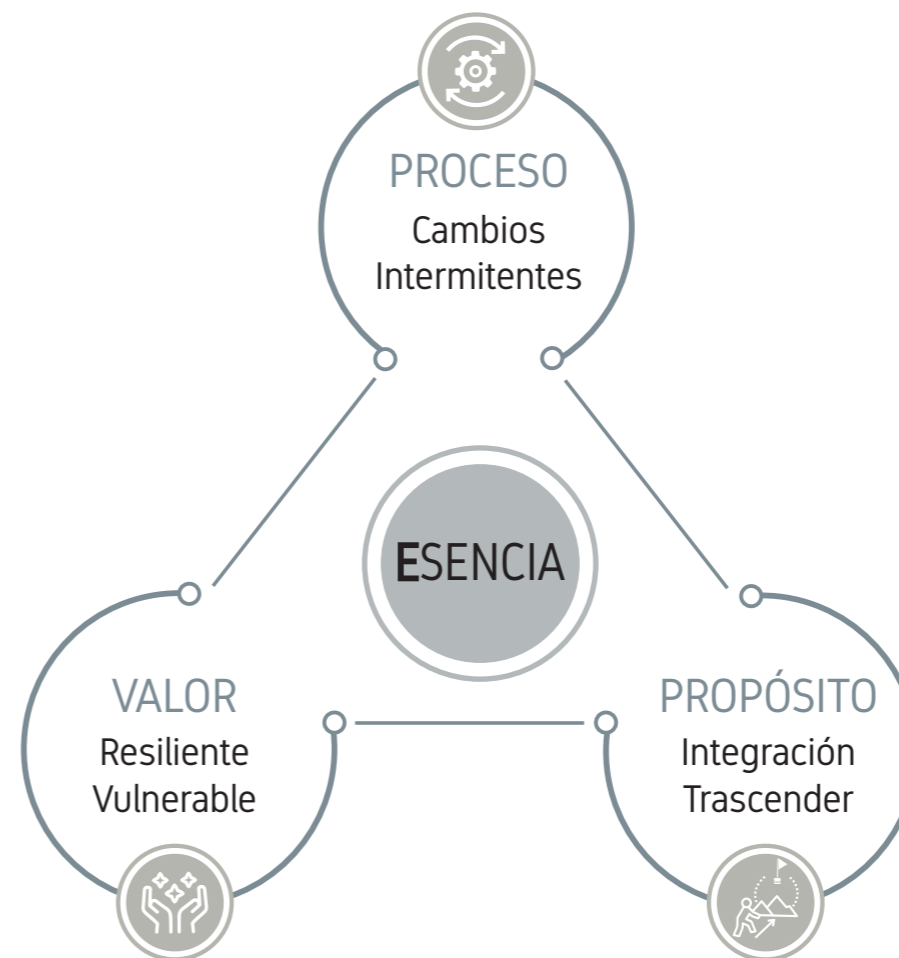 PROCESO
Cambios
Intermitentes
ESENCIA
VALOR
Resiliente
Vulnerable
PROPÓSITO
Integración
Trascender